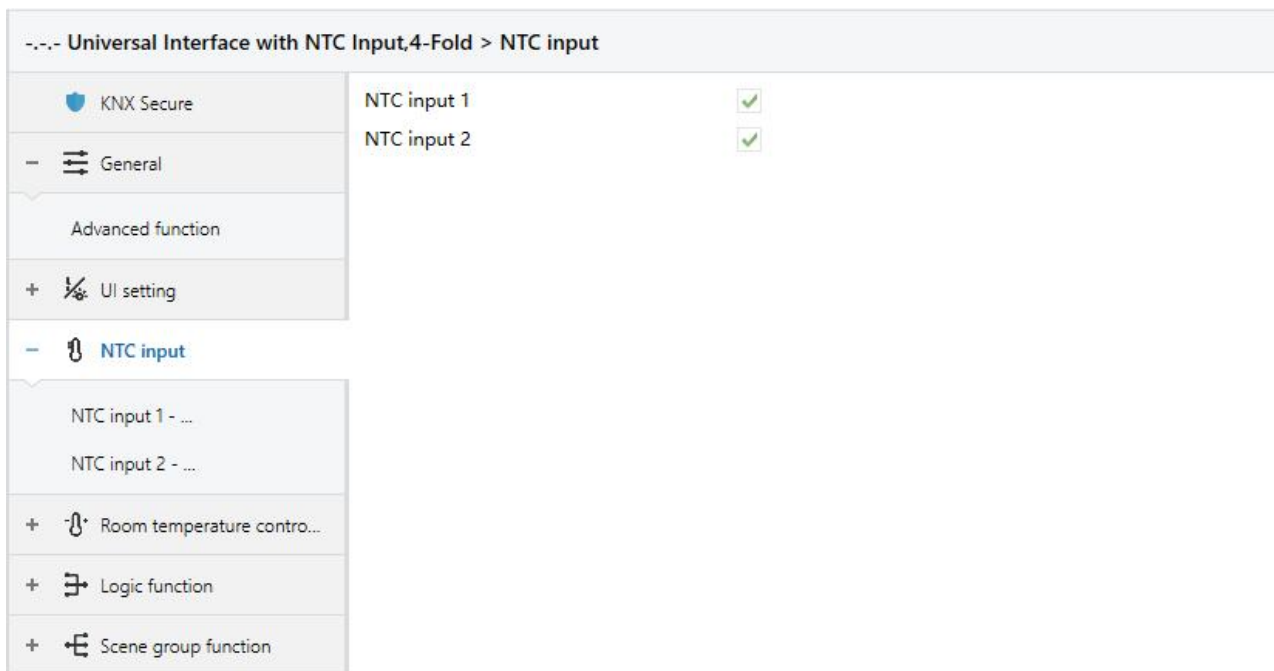 -.-.- Universal Interface with NTC Input,4-Fold > NTC input
KNX Secure
General
Advanced function
UI setting
NTC input
NTC input 1 - ...
NTC input 2 - ...
Room temperature contro...
Logic function
Scene group function
NTC input 1
NTC input 2